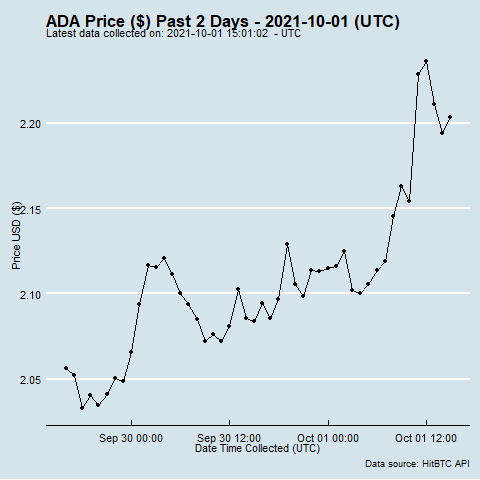 ADA Price ($) Past 2 Days - 2021-10-01 (UTC)
Latest data collected on: 2021-10-01 15:01:02 - UTC
Price USD ($)
2.20
2.15
2.10
2.05
Sep 30 00:00 Sep 30 12:00 Oct 01 00:00 Oct 01 12:00
Date Time Collected (UTC)
Data source: HitBTC API